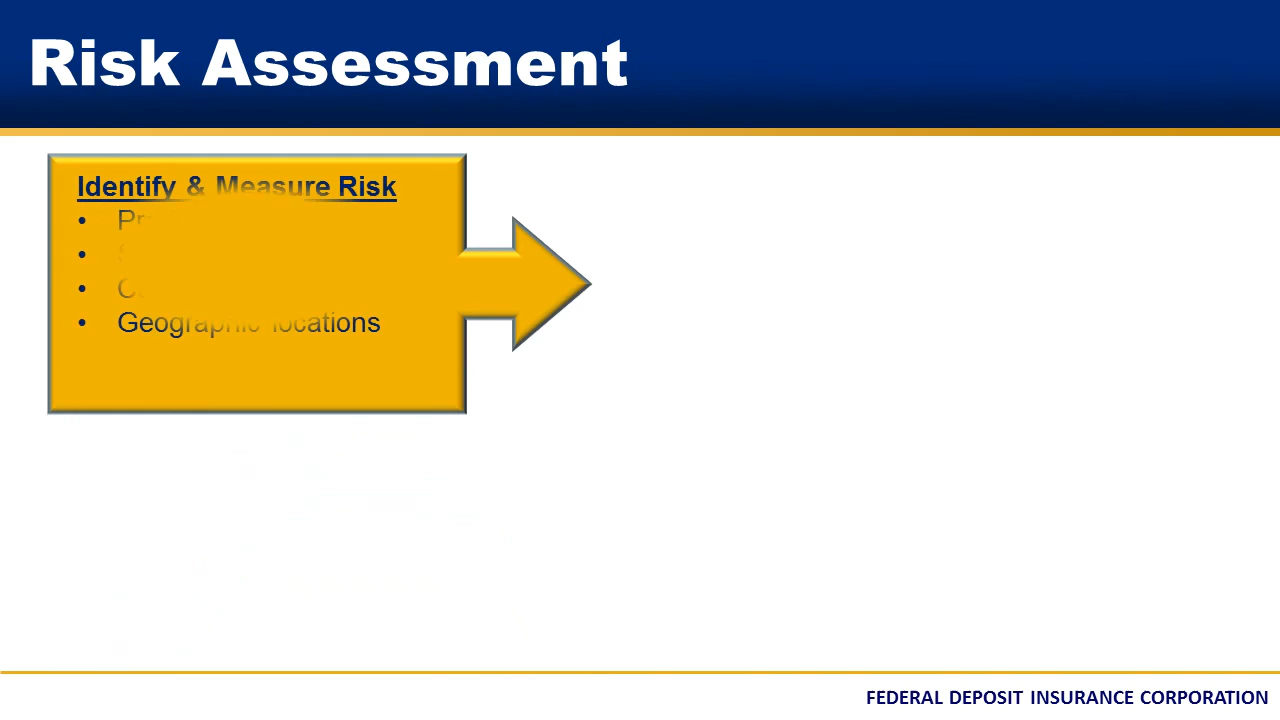 Risk Assessment
Identify & Measure Risk
•
•
•
• Geographic locations
FEDERAL DEPOSIT INSURANCE CORPORATION